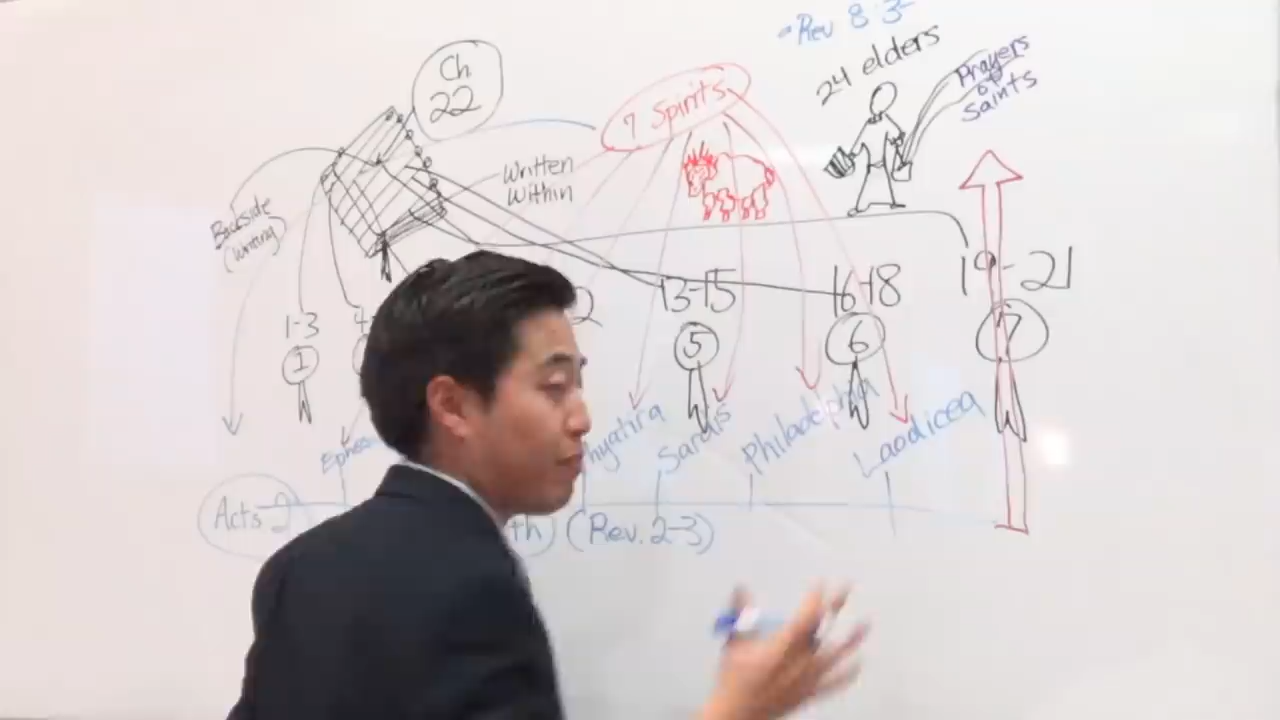 Rev 8:3-
24 elders
Prayers
of
Saints
Ch
22
7 Spirits
Written
Within
Backside
(Writing)
1-3
1
13-15
5
16-18
6
19-21
7
Sardis
Philadelphia
Laodicea
Acts 2
(Rev. 2-3)